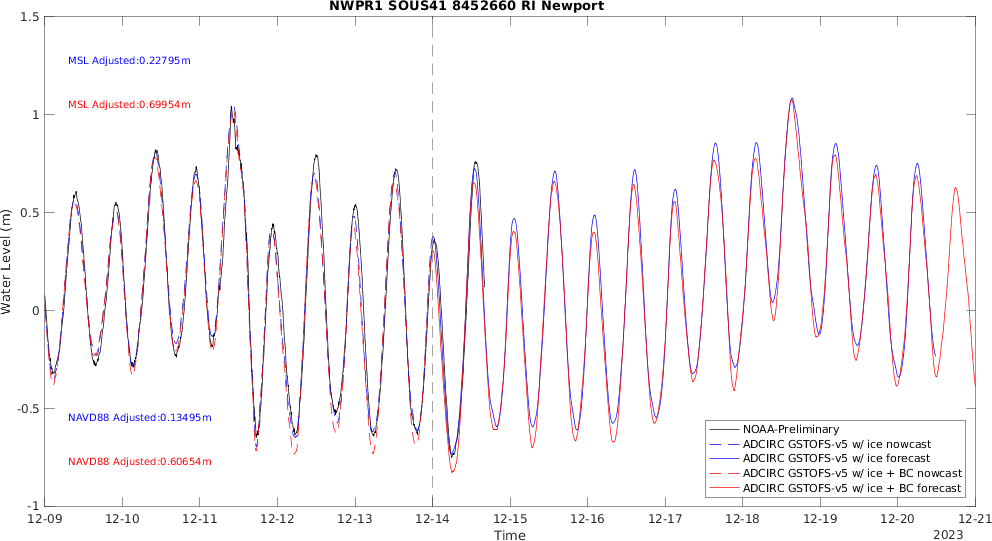 NWPR1 SOUS41 8452660 RI Newport
1.5
MSL Adjusted:0.22795m
MSL Adjusted:0.69954m
1
0.5
Water Level (m)
0
-0.5
NAVD88 Adjusted:0.13495m
NAVD88 Adjusted:0.60654m
NOAA-Preliminary
ADCIRC GSTOFS-v5 w/ ice nowcast
ADCIRC GSTOFS-v5 w/ ice forecast
ADCIRC GSTOFS-v5 w/ ice + BC nowcast
ADCIRC GSTOFS-v5 w/ ice + BC forecast
-1
12-09 12-10 12-11 12-12 12-13 12-14 12-15 12-16 12-17 12-18 12-19 12-20 12-21
Time
2023